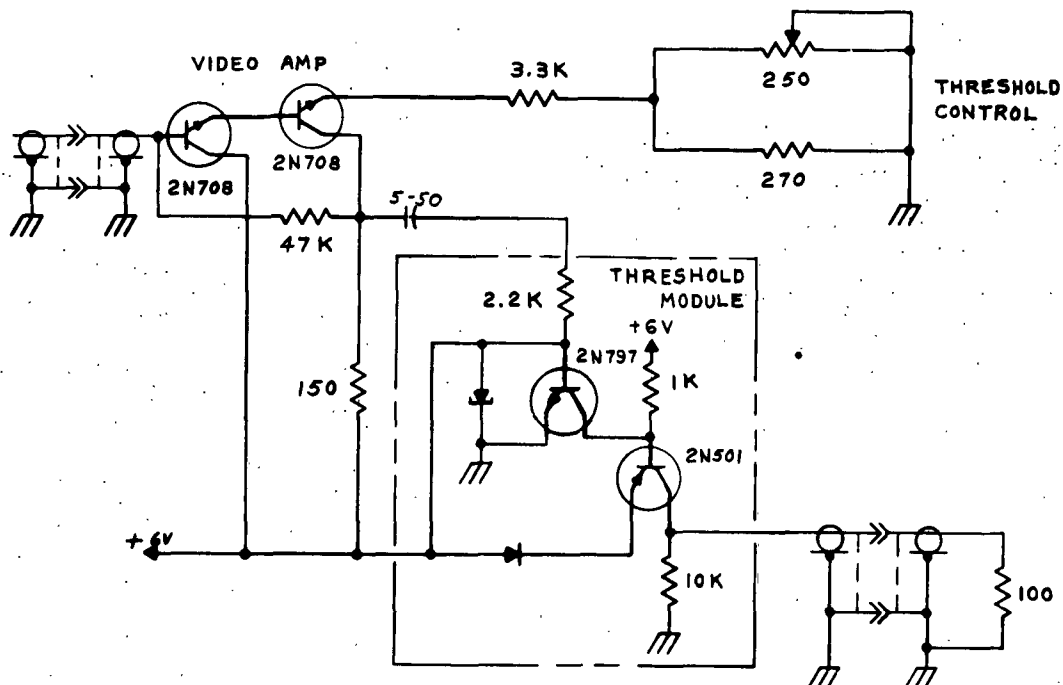 VIDEO AMP
3.3K
250
THRESHOLD
CONTROL
2N708
2N708
270
47K
5-50
THRESHOLD
MODULE
2.2K
+6V
2N797
1K
150
2N501
+6V
10K
100